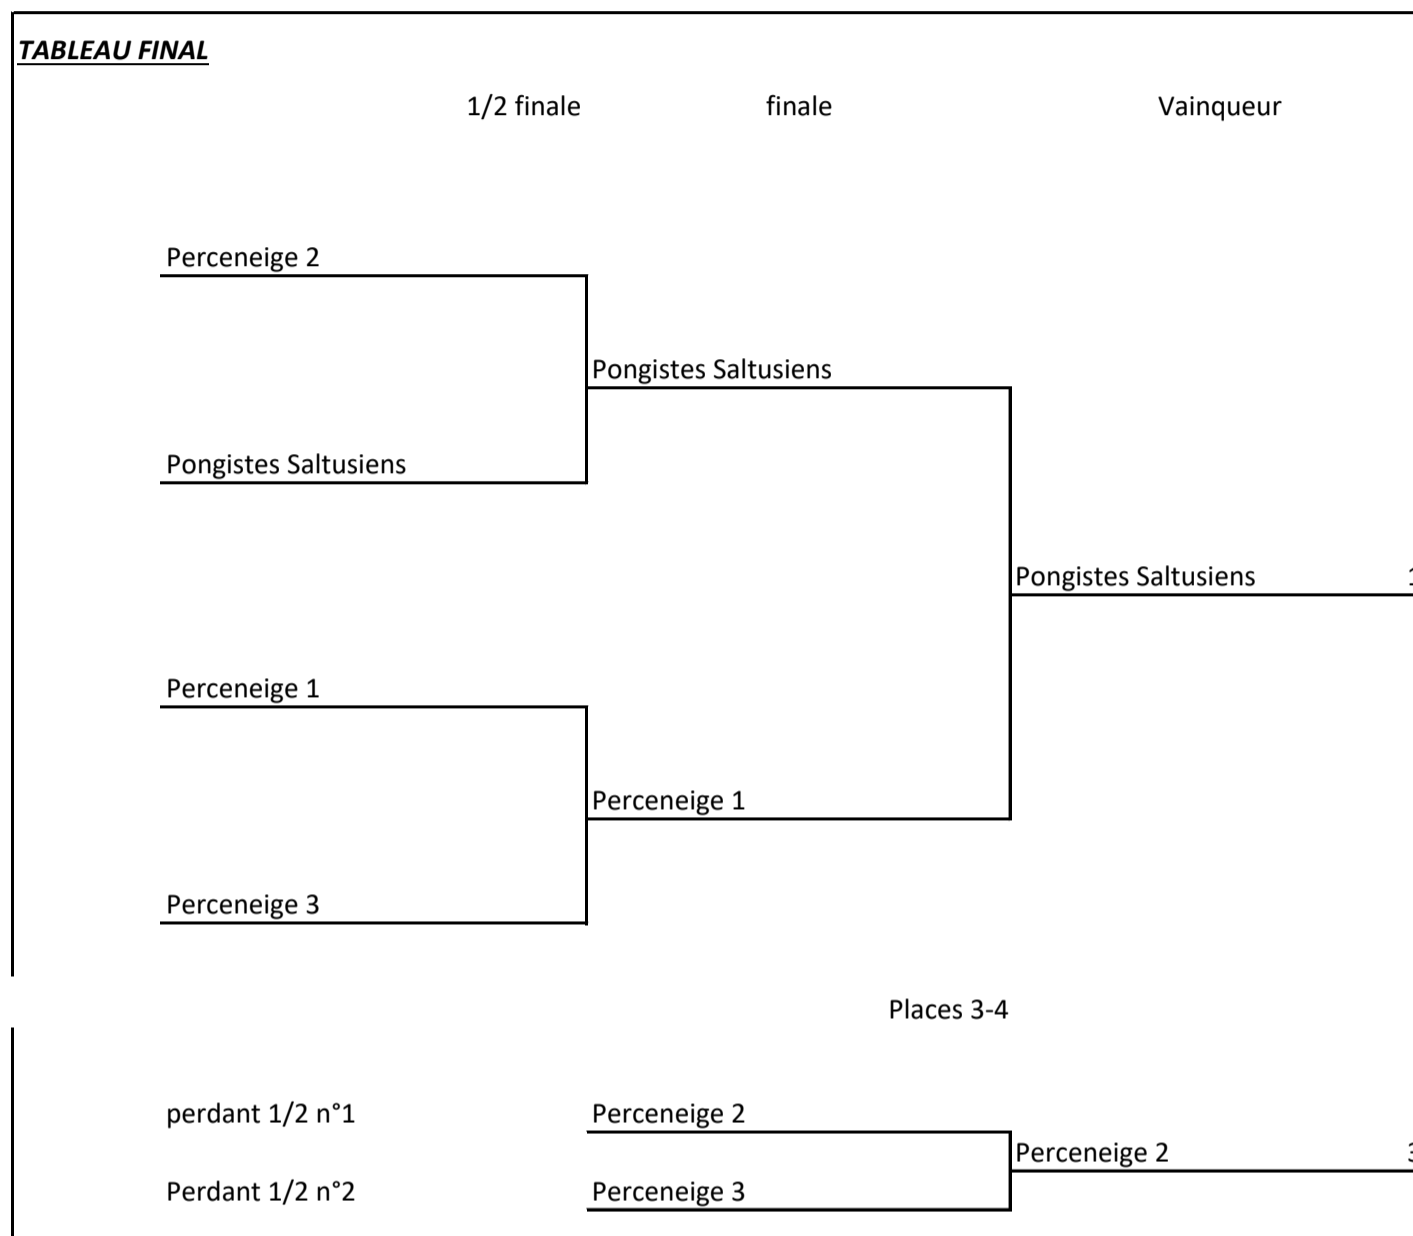 TABLEAU FINAL
1/2 finale finale Vainqueur
Perceneige 2
Pongistes Saltusiens
Pongistes Saltusiens
Pongistes Saltusiens 1
Perceneige 1
Perceneige 1
Perceneige 3
Places 3-4
perdant 1/2 n°1 Perceneige 2
Perceneige 2 3
Perdant 1/2 n°2 Perceneige 3